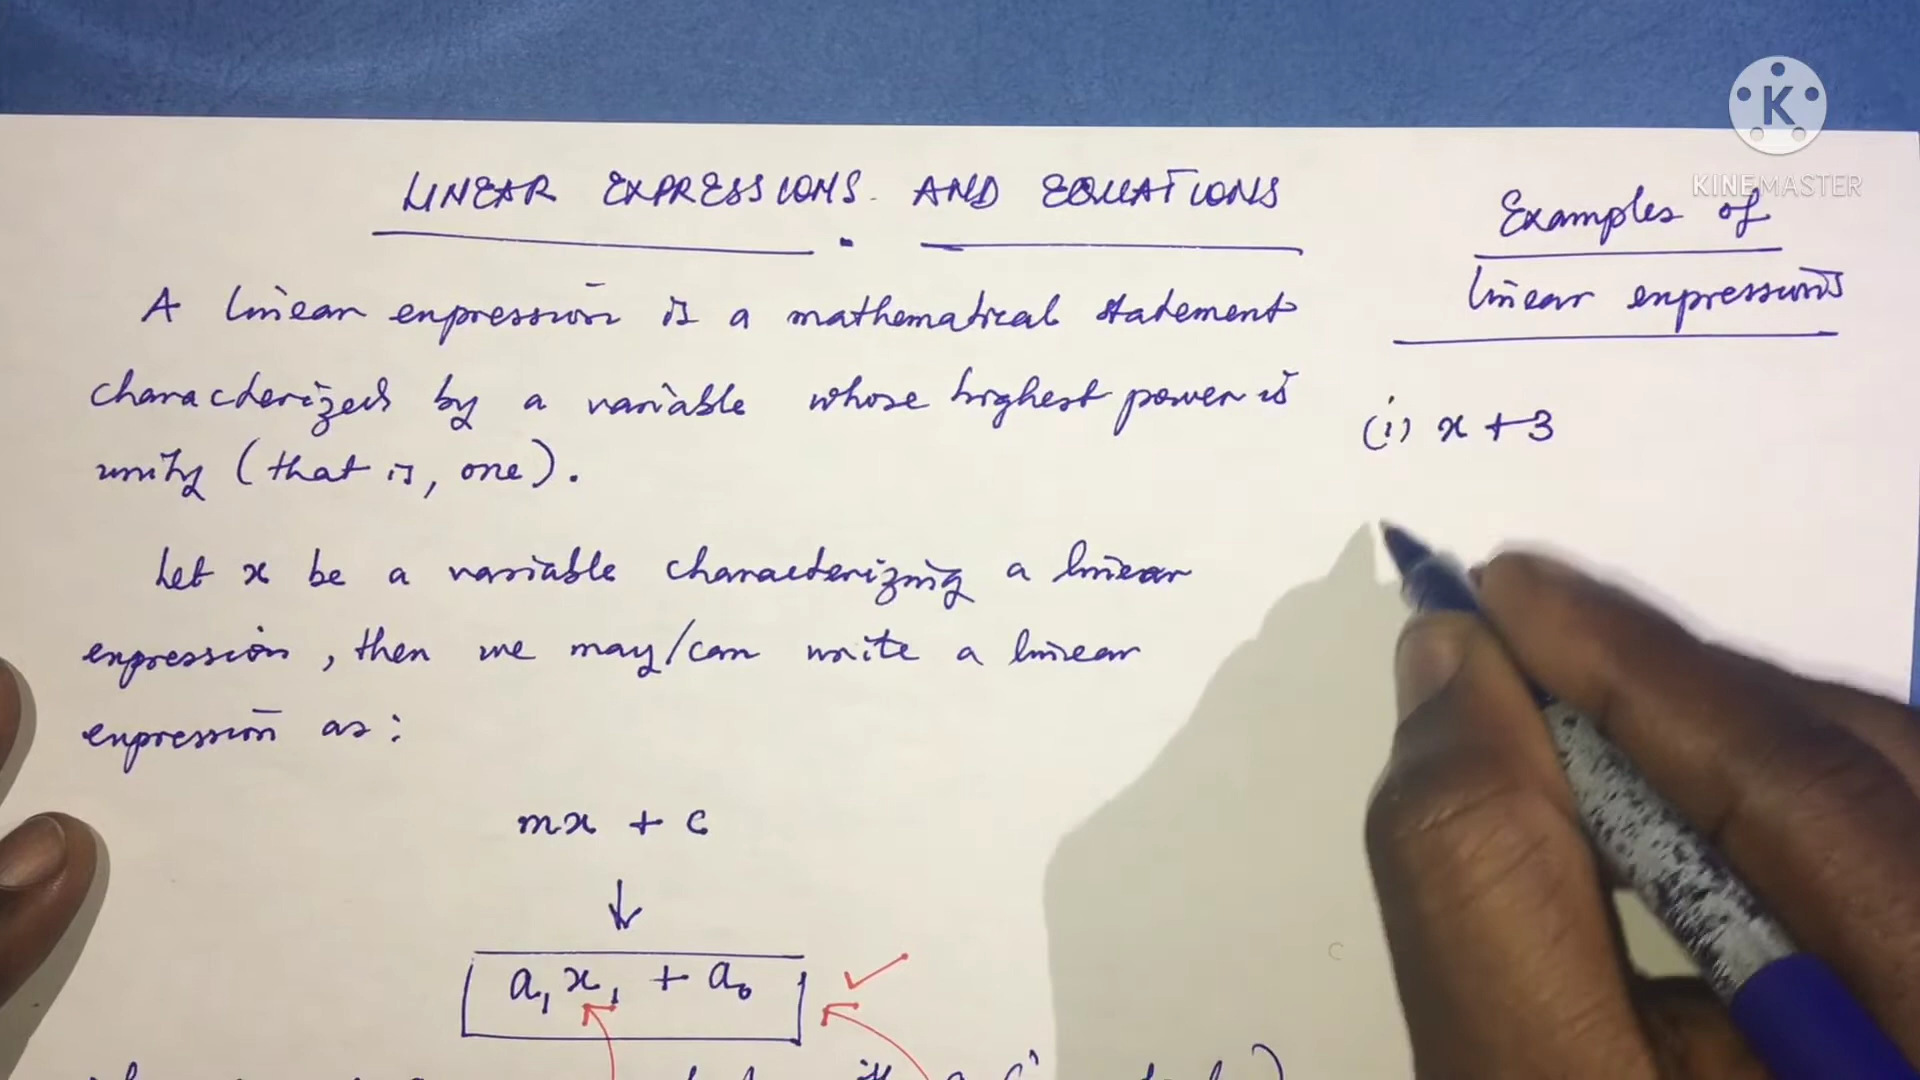 LINEAR EXPRESSIONS AND EQUATIONS
A linear expression is a mathematical statement
characterized by a variable whose highest power is
unity (that is, one).
Let x be a variable characterizing a linear
expression, then we may/can write a linear
expression as:
mx + c
↓
a₁x₁ + a₀
Examples of
linear expressions
(i) x + 3
K
KINEMASTER